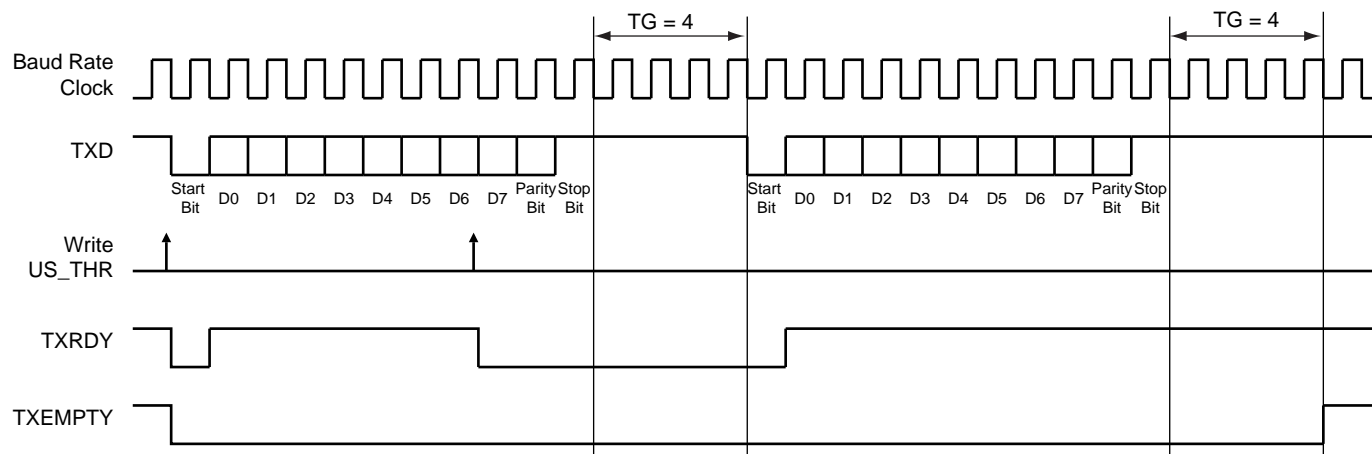 TG = 4
TG = 4
Baud Rate
Clock
TXD
Start
Bit
D0
D1
D2
D3
D4
D5
D6
D7
Parity
Bit
Stop
Bit
Start
Bit
D0
D1
D2
D3
D4
D5
D6
D7
Parity
Bit
Stop
Bit
Write
US_THR
TXRDY
TXEMPTY